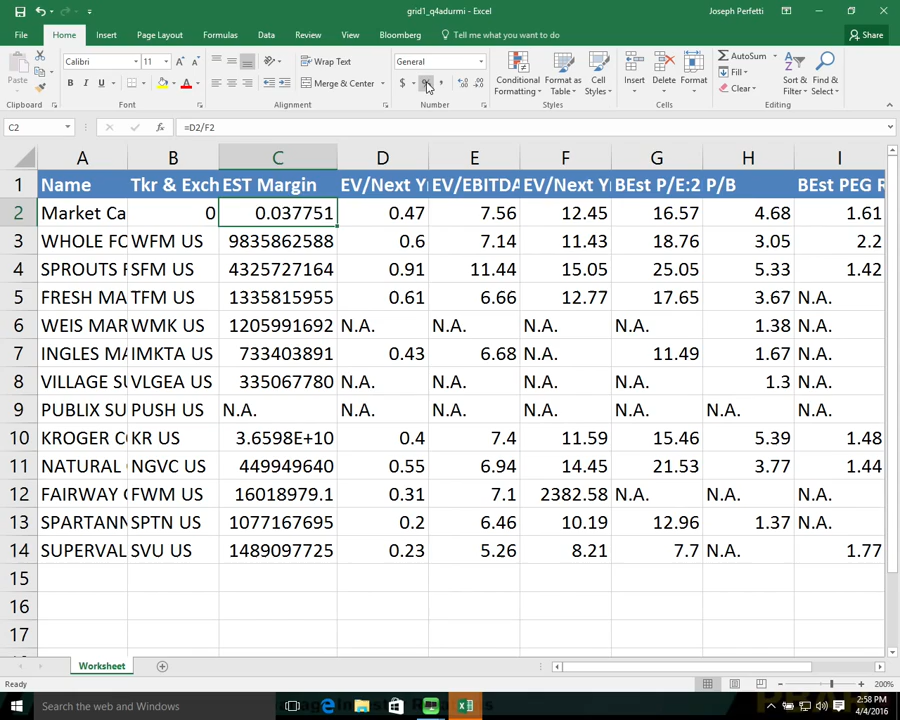 grid1_q4adurmi - Excel
Joseph Perfetti
File Home Insert Page Layout Formulas Data Review View Bloomberg Tell me what you want to do Share
Paste Calibri 11 Wrap Text General Conditional Formatting Format as Table Cell Styles Insert Delete Format AutoSum Sort & Filter Find & Select
B I U A Merge & Center $ % Fill
Clear
Clipboard Font Alignment Number Styles Cells Editing
C2 fx =D2/F2
A B C D E F G H I
1 Name Tkr & Exch EST Margin EV/Next Yr EV/EBITDA EV/Next Yr BEst P/E:2 P/B BEst PEG R
2 Market Ca 0 0.037751 0.47 7.56 12.45 16.57 4.68 1.61
3 WHOLE FO WFM US 9835862588 0.6 7.14 11.43 18.76 3.05 2.2
4 SPROUTS F SFM US 4325727164 0.91 11.44 15.05 25.05 5.33 1.42
5 FRESH MA TFM US 1335815955 0.61 6.66 12.77 17.65 3.67 N.A.
6 WEIS MAR WMK US 1205991692 N.A. N.A. N.A. N.A. 1.38 N.A.
7 INGLES MA IMKTA US 733403891 0.43 6.68 N.A. 11.49 1.67 N.A.
8 VILLAGE SU VLGEA US 335067780 N.A. N.A. N.A. N.A. 1.3 N.A.
9 PUBLIX SU PUSH US N.A. N.A. N.A. N.A. N.A. N.A. N.A.
10 KROGER CO KR US 3.6598E+10 0.4 7.4 11.59 15.46 5.39 1.48
11 NATURAL G NGVC US 449949640 0.55 6.94 14.45 21.53 3.77 1.44
12 FAIRWAY G FWM US 16018979.1 0.31 7.1 2382.58 N.A. N.A. N.A.
13 SPARTANN SPTN US 1077167695 0.2 6.46 10.19 12.96 1.37 N.A.
14 SUPERVAL SVU US 1489097725 0.23 5.26 8.21 7.7 N.A. 1.77
15
16
17
Worksheet
Ready 200%
Search the web and Windows 2:58 PM
4/4/2016